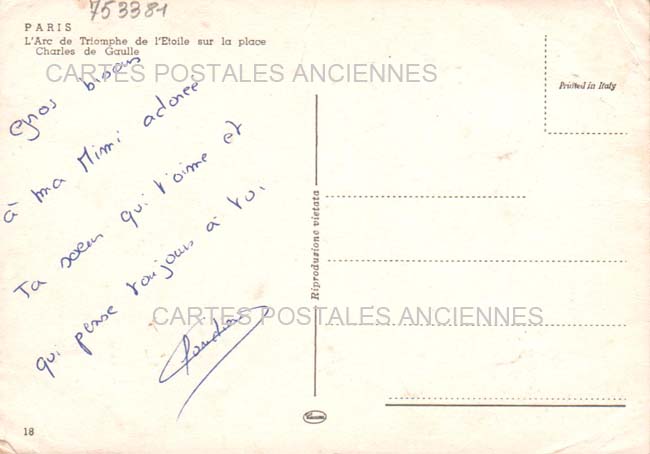 753381
PARIS
L'Arc de Triomphe de l'Etoile sur la place
Charles de Gaulle
CARTES POSTALES ANCIENNES
Printed in Italy
gros bisous
à ma Mimi adorée
Ta soeur qui t'aime et
qui pense toujours à toi.
Riproduzione vietata
CARTES POSTALES ANCIENNES
18